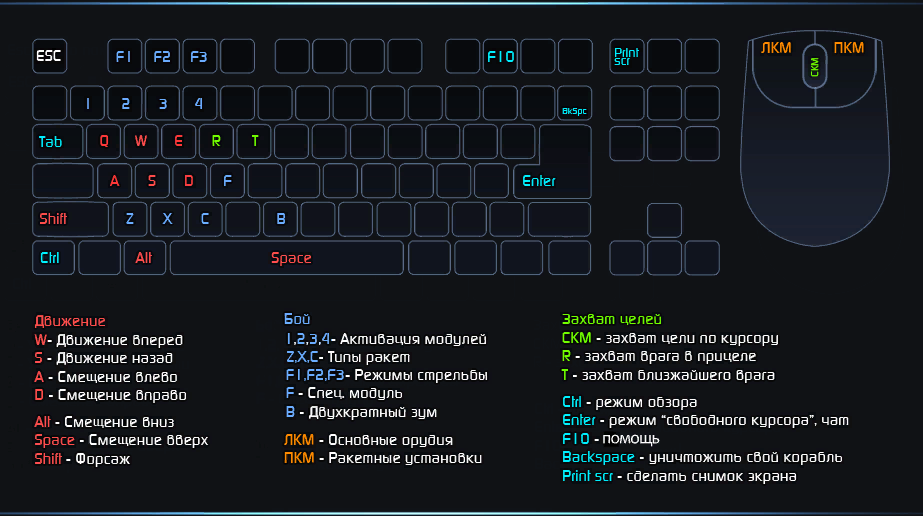 ESC F1 F2 F3 F10 Print scr
ЛКМ СКМ ПКМ
1 2 3 4 BkSpc
Tab Q W E R T
A S D F Enter
Shift Z X C B
Ctrl Alt Space
Движение
W- Движение вперед
S - Движение назад
A - Смещение влево
D - Смещение вправо
Alt - Смещение вниз
Space - Смещение вверх
Shift - Форсаж
Бой
1,2,3,4- Активация модулей
Z,X,C- Типы ракет
F1,F2,F3- Режимы стрельбы
F - Спец. модуль
B - Двухкратный зум
ЛКМ - Основные орудия
ПКМ - Ракетные установки
Захват целей
СКМ - захват цели по курсору
R - захват врага в прицеле
T - захват ближайшего врага
Ctrl - режим обзора
Enter - режим “свободного курсора”, чат
F10 - помощь
Backspace - уничтожить свой корабль
Print scr - сделать снимок экрана